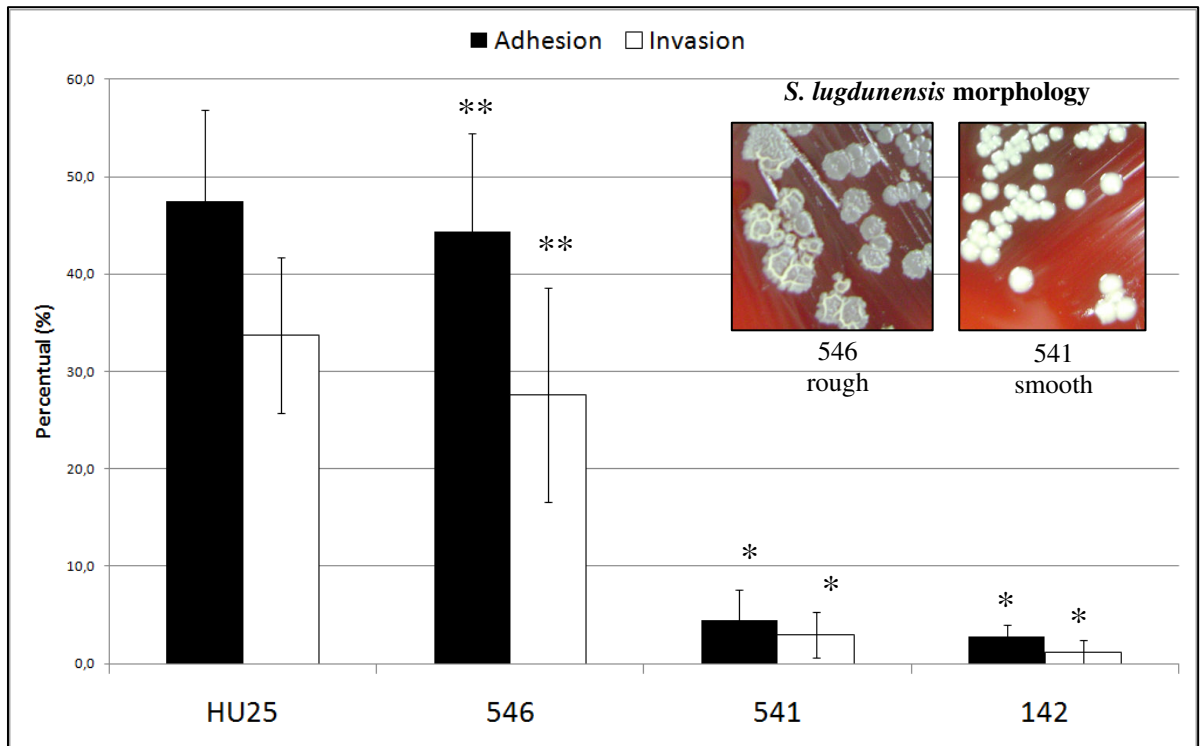 Adhesion Invasion
60,0
50,0
40,0
30,0
20,0
10,0
0,0
Percentual (%)
**
**
*
*
*
*
S. lugdunensis morphology
546
rough
541
smooth
HU25 546 541 142